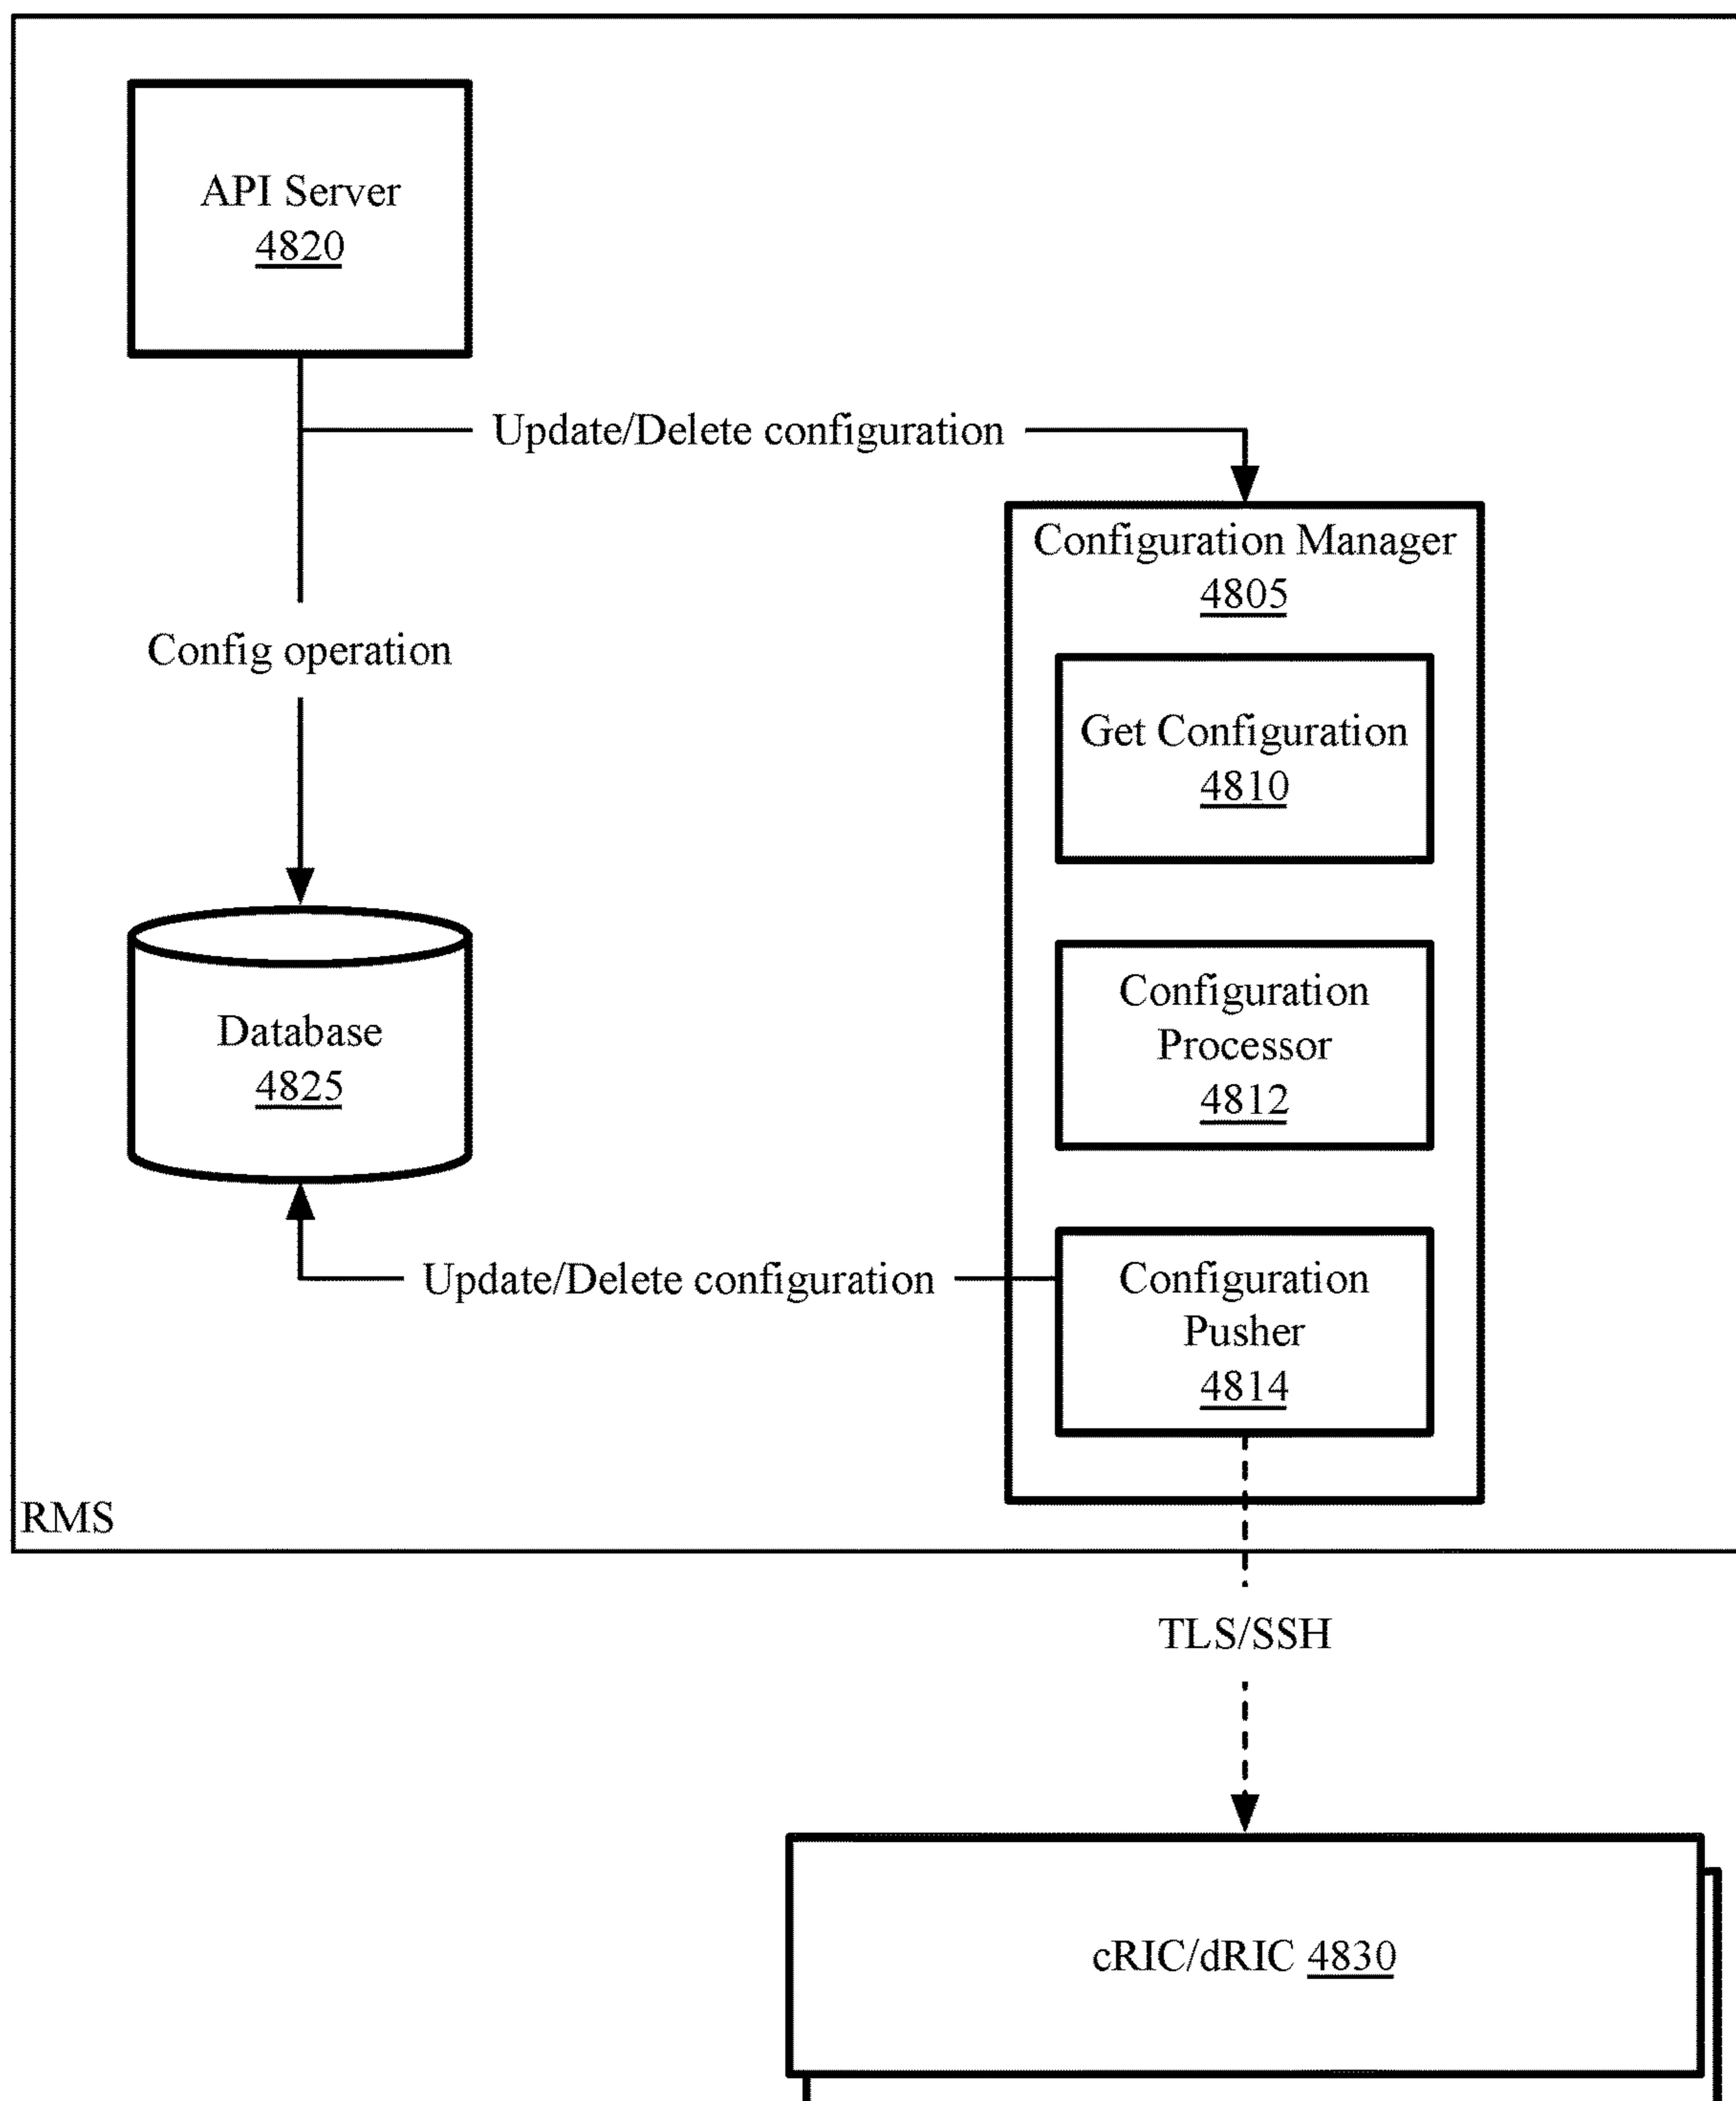 API Server
4820
Update/Delete configuration
Configuration Manager
4805
Config operation
Get Configuration
4810
Database
4825
Configuration
Processor
4812
Update/Delete configuration
Configuration
Pusher
4814
RMS
TLS/SSH
cRIC/dRIC 4830